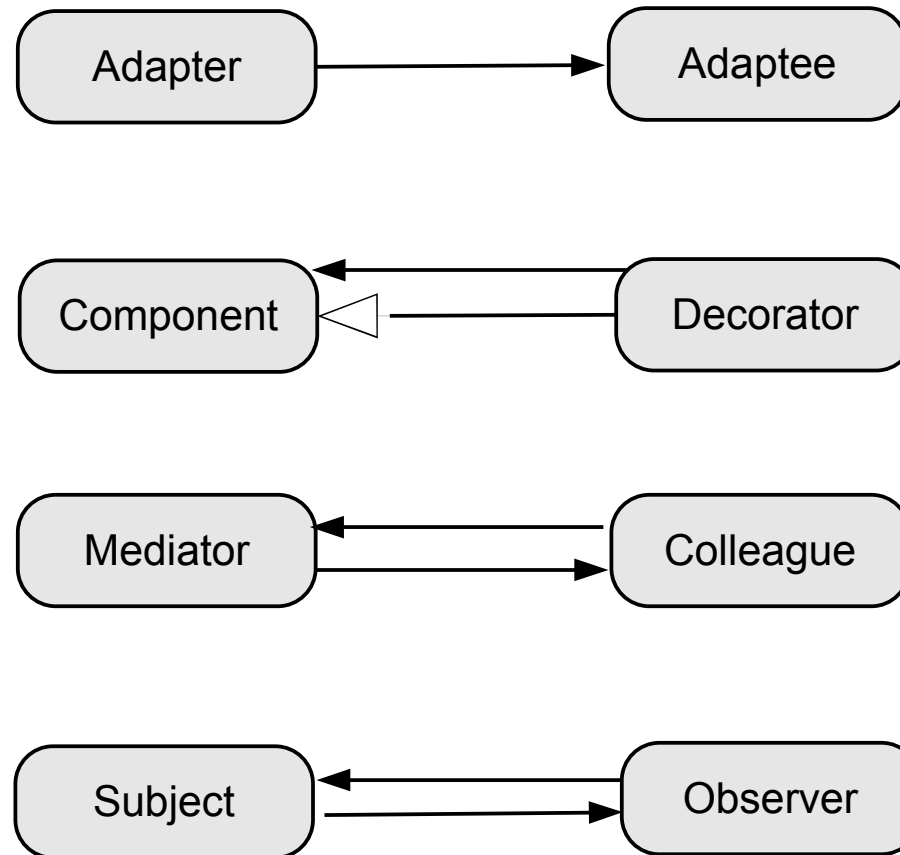 Adapter
Adaptee
Component
Decorator
Mediator
Colleague
Subject
Observer